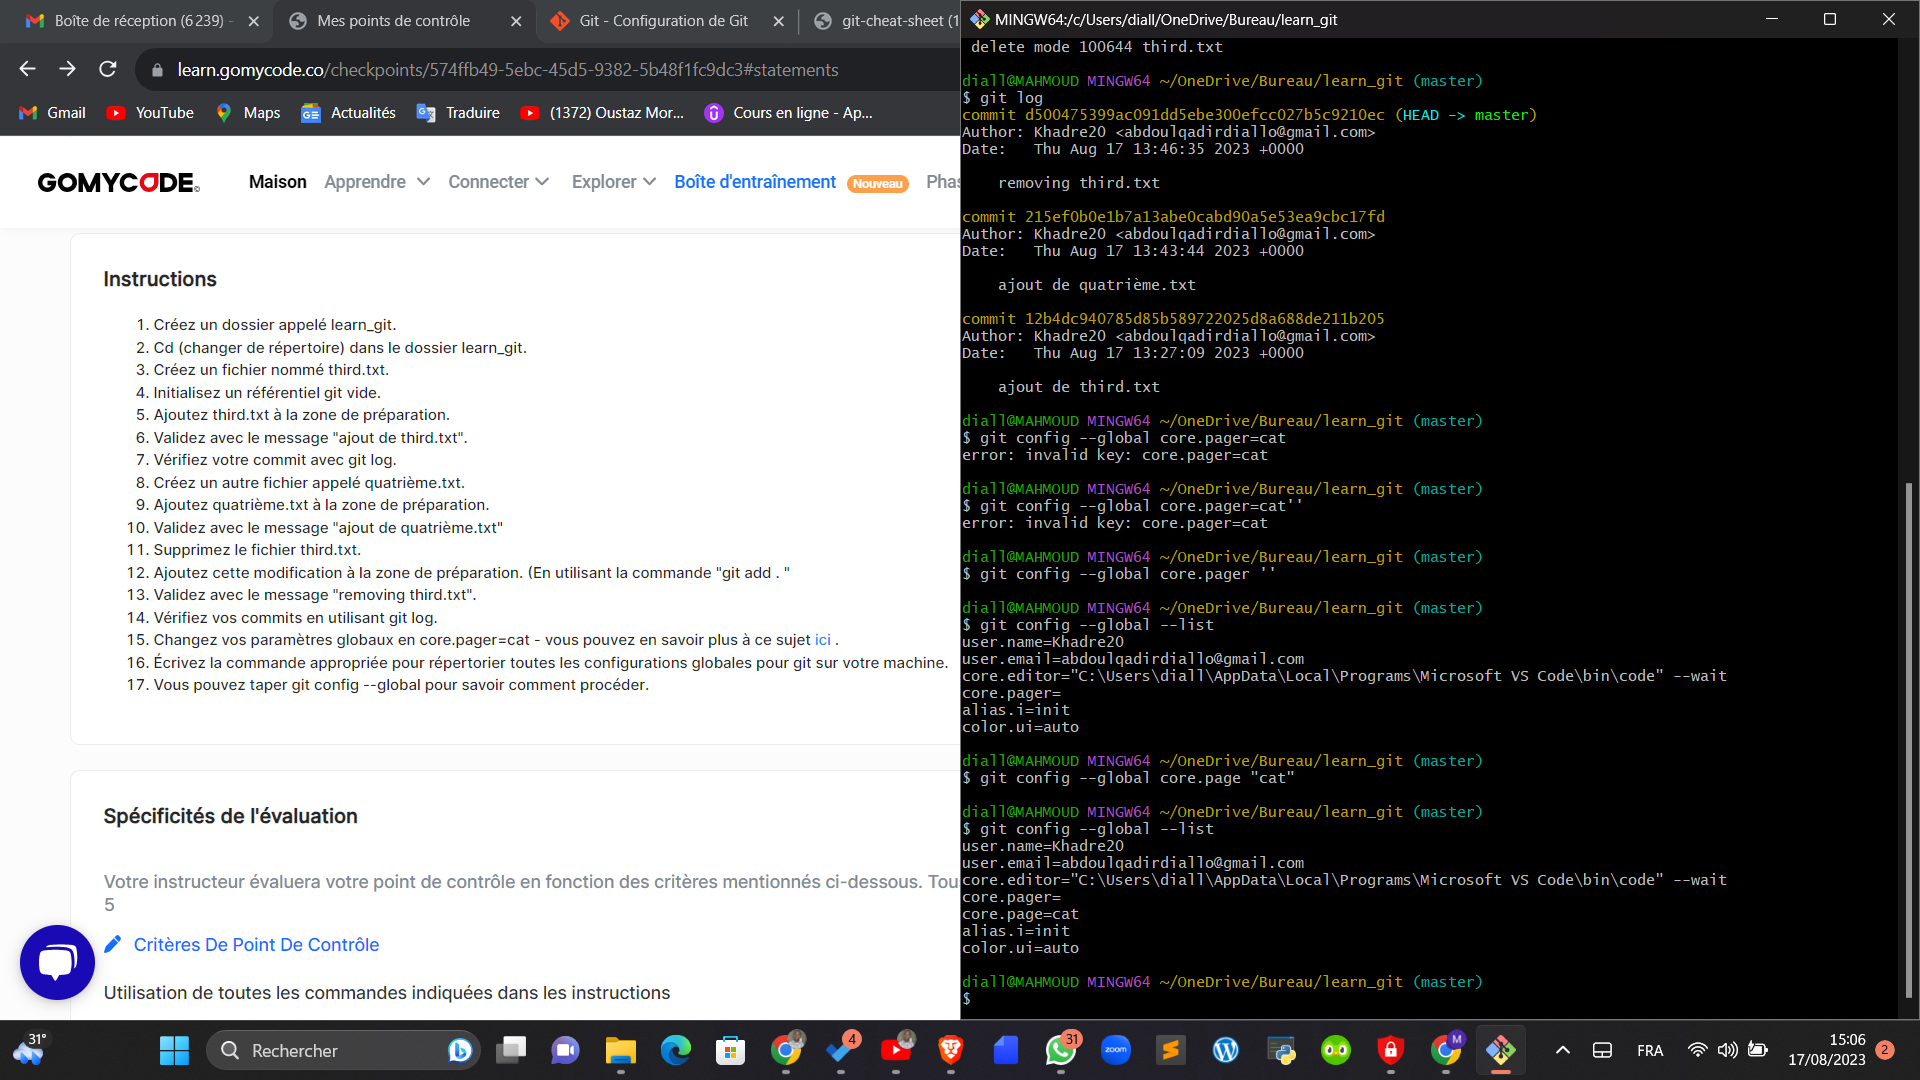 Boîte de réception (6 239) -
Mes points de contrôle
Git - Configuration de Git
git-cheat-sheet (1
learn.gomycode.co/checkpoints/574ffb49-5ebc-45d5-9382-5b48f1fc9dc3#statements
Gmail
YouTube
Maps
Actualités
Traduire
(1372) Oustaz Mor...
Cours en ligne - Ap...
GOMYCODE
Maison
Apprendre
Connecter
Explorer
Boîte d'entraînement
Nouveau
Phas
Instructions
1. Créez un dossier appelé learn_git.
2. Cd (changer de répertoire) dans le dossier learn_git.
3. Créez un fichier nommé third.txt.
4. Initialisez un référentiel git vide.
5. Ajoutez third.txt à la zone de préparation.
6. Validez avec le message "ajout de third.txt".
7. Vérifiez votre commit avec git log.
8. Créez un autre fichier appelé quatrième.txt.
9. Ajoutez quatrième.txt à la zone de préparation.
10. Validez avec le message "ajout de quatrième.txt"
11. Supprimez le fichier third.txt.
12. Ajoutez cette modification à la zone de préparation. (En utilisant la commande "git add . "
13. Validez avec le message "removing third.txt".
14. Vérifiez vos commits en utilisant git log.
15. Changez vos paramètres globaux en core.pager=cat - vous pouvez en savoir plus à ce sujet ici .
16. Écrivez la commande appropriée pour répertorier toutes les configurations globales pour git sur votre machine.
17. Vous pouvez taper git config --global pour savoir comment procéder.
Spécificités de l'évaluation
Votre instructeur évaluera votre point de contrôle en fonction des critères mentionnés ci-dessous. Tou
5
Critères De Point De Contrôle
Utilisation de toutes les commandes indiquées dans les instructions
MINGW64:/c/Users/diall/OneDrive/Bureau/learn_git
delete mode 100644 third.txt
diall@MAHMOUD MINGW64 ~/OneDrive/Bureau/learn_git (master)
$ git log
commit d500475399ac091dd5ebe300efcc027b5c9210ec (HEAD -> master)
Author: Khadre20 <abdoulqadirdiallo@gmail.com>
Date:   Thu Aug 17 13:46:35 2023 +0000
removing third.txt
commit 215ef0b0e1b7a13abe0cabd90a5e53ea9cbc17fd
Author: Khadre20 <abdoulqadirdiallo@gmail.com>
Date:   Thu Aug 17 13:43:44 2023 +0000
ajout de quatrième.txt
commit 12b4dc940785d85b589722025d8a688de211b205
Author: Khadre20 <abdoulqadirdiallo@gmail.com>
Date:   Thu Aug 17 13:27:09 2023 +0000
ajout de third.txt
diall@MAHMOUD MINGW64 ~/OneDrive/Bureau/learn_git (master)
$ git config --global core.pager=cat
error: invalid key: core.pager=cat
diall@MAHMOUD MINGW64 ~/OneDrive/Bureau/learn_git (master)
$ git config --global core.pager=cat''
error: invalid key: core.pager=cat
diall@MAHMOUD MINGW64 ~/OneDrive/Bureau/learn_git (master)
$ git config --global core.pager ''
diall@MAHMOUD MINGW64 ~/OneDrive/Bureau/learn_git (master)
$ git config --global --list
user.name=Khadre20
user.email=abdoulqadirdiallo@gmail.com
core.editor="C:\Users\diall\AppData\Local\Programs\Microsoft VS Code\bin\code" --wait
core.pager=
alias.i=init
color.ui=auto
diall@MAHMOUD MINGW64 ~/OneDrive/Bureau/learn_git (master)
$ git config --global core.page "cat"
diall@MAHMOUD MINGW64 ~/OneDrive/Bureau/learn_git (master)
$ git config --global --list
user.name=Khadre20
user.email=abdoulqadirdiallo@gmail.com
core.editor="C:\Users\diall\AppData\Local\Programs\Microsoft VS Code\bin\code" --wait
core.pager=
core.page=cat
alias.i=init
color.ui=auto
diall@MAHMOUD MINGW64 ~/OneDrive/Bureau/learn_git (master)
$
31°
Rechercher
4
31
zoom
M
FRA
15:06
17/08/2023
2